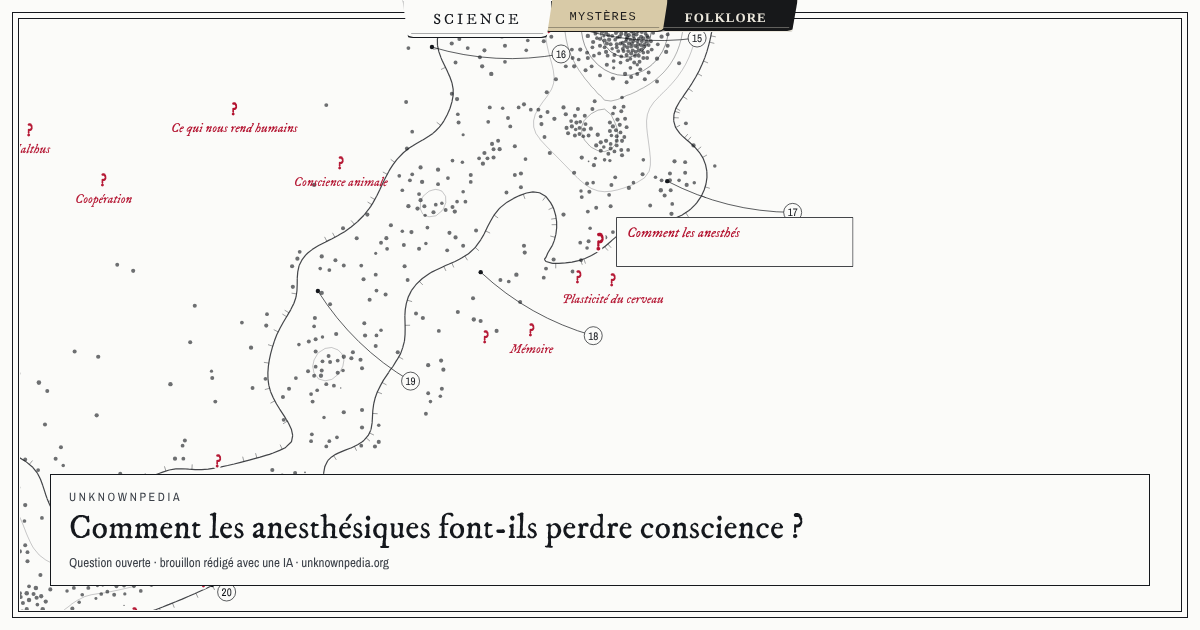 SCIENCE
MYSTÈRES
FOLKLORE
16
15
?
Ce qui nous rend humains
?
althus
?
Conscience animale
?
Coopération
17
?
Comment les anesthés
?
?
Plasticité du cerveau
?
?
Mémoire
18
19
?
UNKNOWNPEDIA
Comment les anesthésiques font-ils perdre conscience ?
Question ouverte · brouillon rédigé avec une IA · unknownpedia.org
20